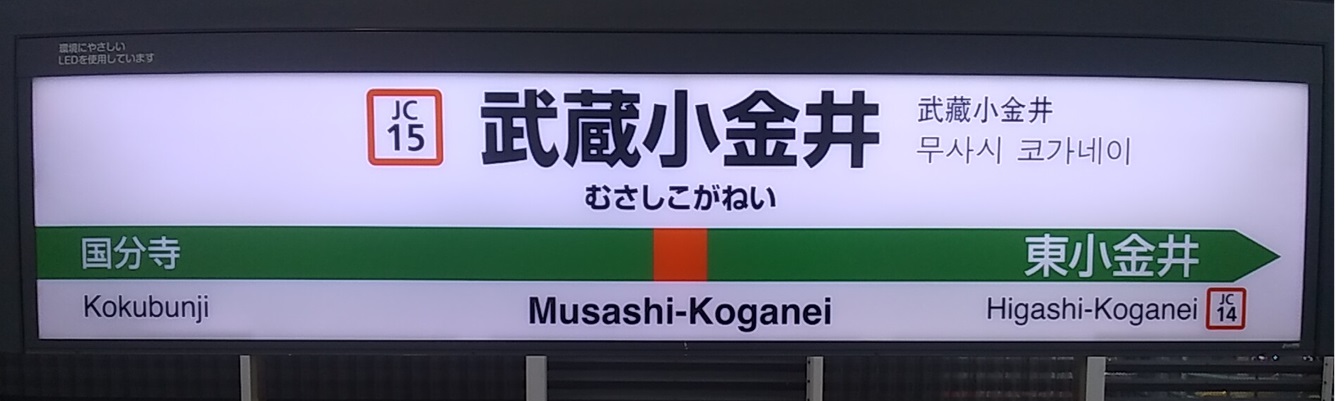 環境にやさしい
LEDを使用しています
JC
15
武蔵小金井
武藏小金井
무사시 코가네이
むさしこがねい
国分寺
東小金井
Kokubunji
Musashi-Koganei
Higashi-Koganei
JC
14